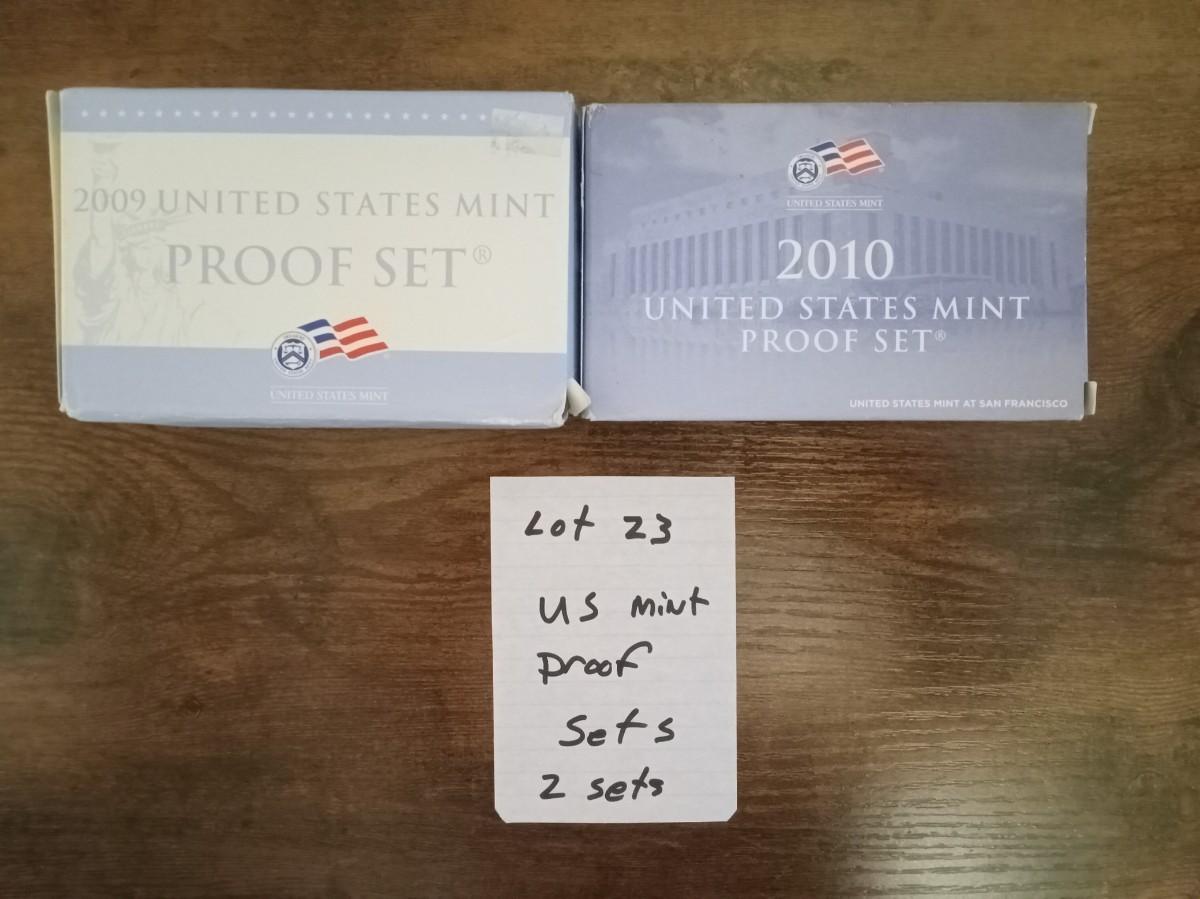 2009 UNITED STATES MINT
PROOF SET®
UNITED STATES MINT
UNITED STATES MINT
2010
UNITED STATES MINT
PROOF SET®
UNITED STATES MINT AT SAN FRANCISCO
Lot 23
US mint
proof
Sets
2 sets